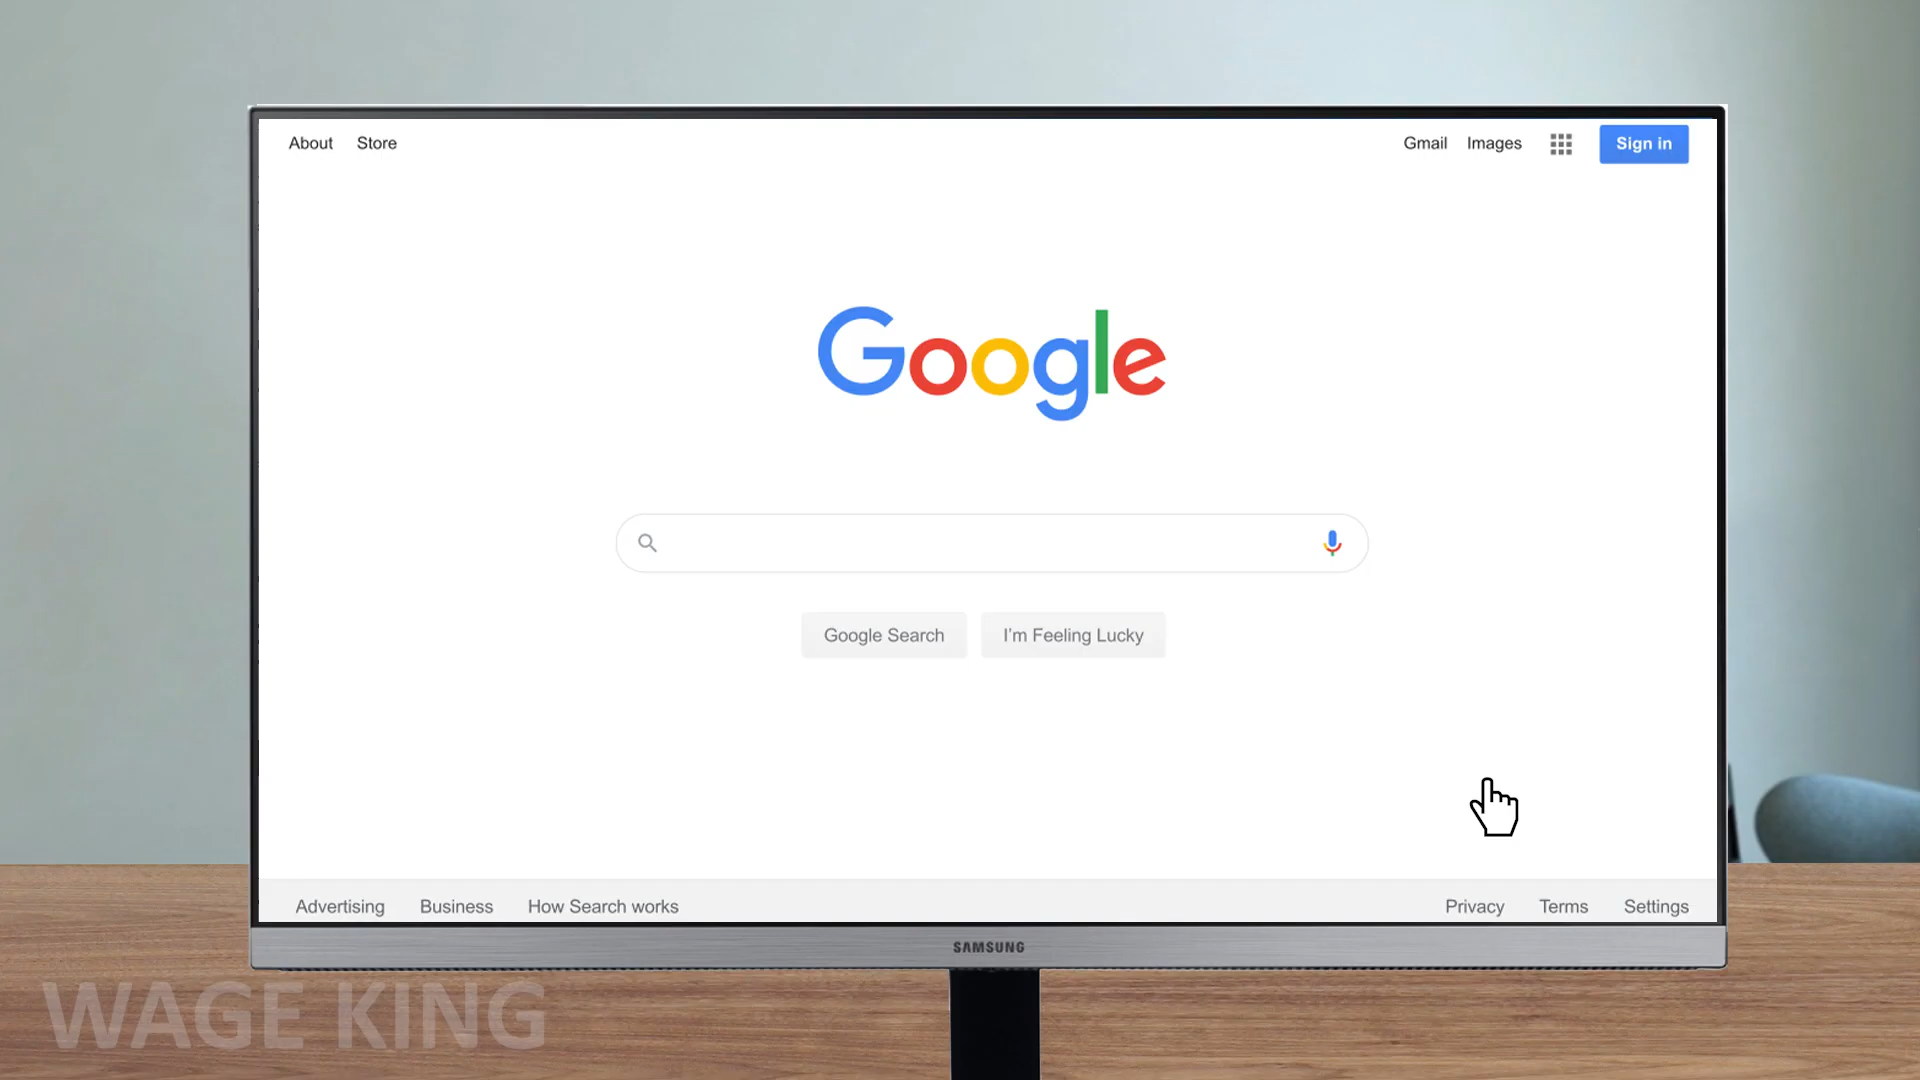 About Store
Gmail Images Sign in
Google
Google Search I'm Feeling Lucky
Advertising Business How Search works
Privacy Terms Settings
SAMSUNG
WAGE KING